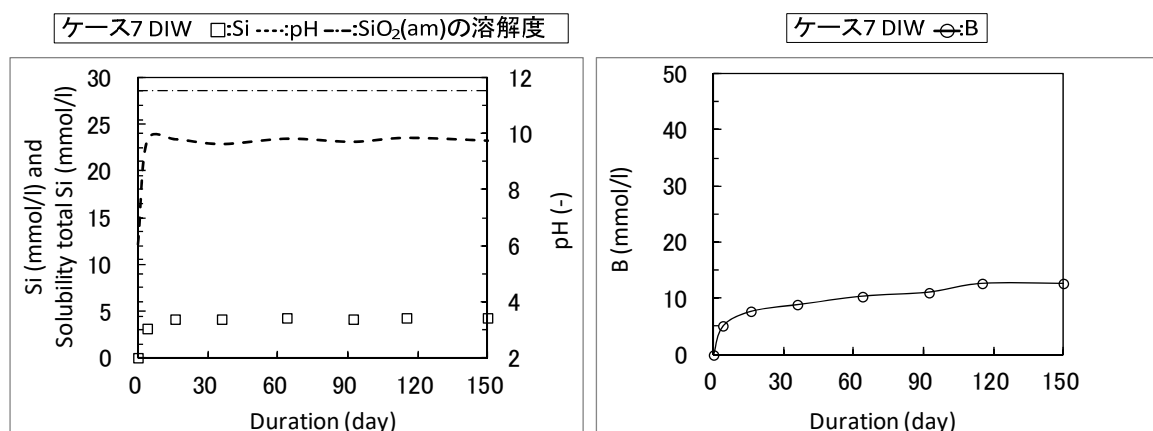 ケース7 DIW □:Si ----:pH —·—:SiO2(am)の溶解度
30
25
20
15
10
5
0
Si (mmol/l) and
Solubility total Si (mmol/l)
12
10
8
6
4
2
pH (-)
0 30 60 90 120 150
Duration (day)
ケース7 DIW ○:B
50
40
30
20
10
0
B (mmol/l)
0 30 60 90 120 150
Duration (day)